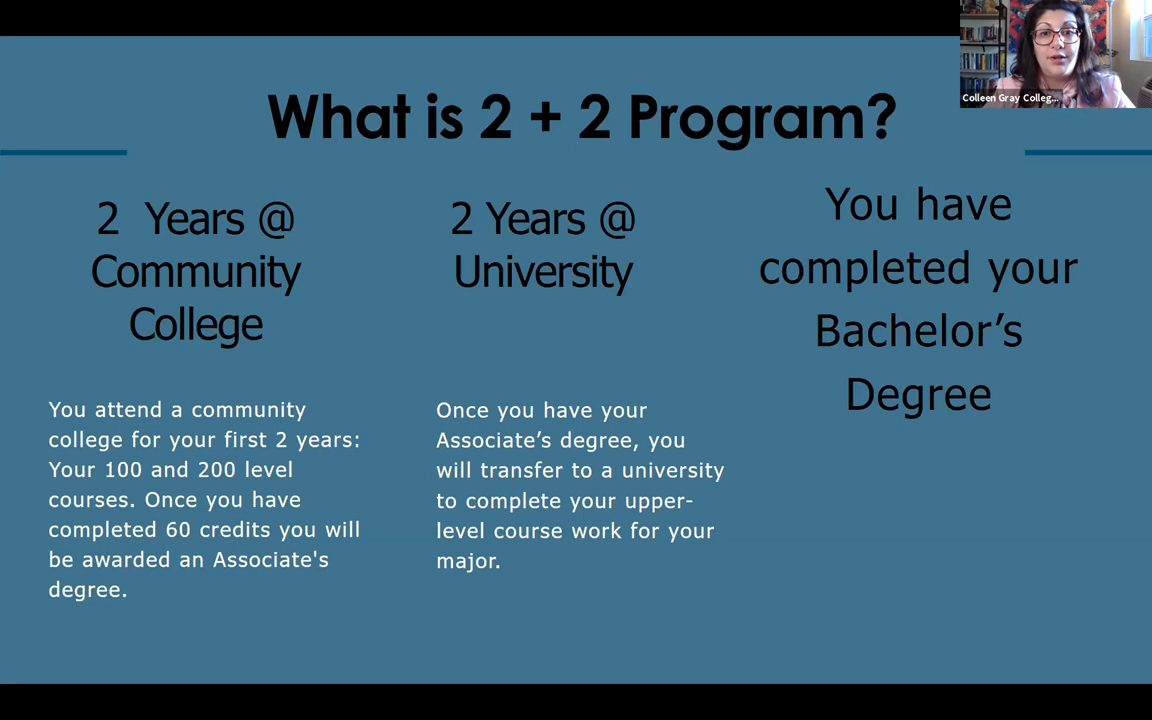 What is 2 + 2 Program?
Colleen Gray Colleg...
2 Years @
Community
College
You attend a community
college for your first 2 years:
Your 100 and 200 level
courses. Once you have
completed 60 credits you will
be awarded an Associate's
degree.
2 Years @
University
Once you have your
Associate’s degree, you
will transfer to a university
to complete your upper-
level course work for your
major.
You have
completed your
Bachelor’s
Degree